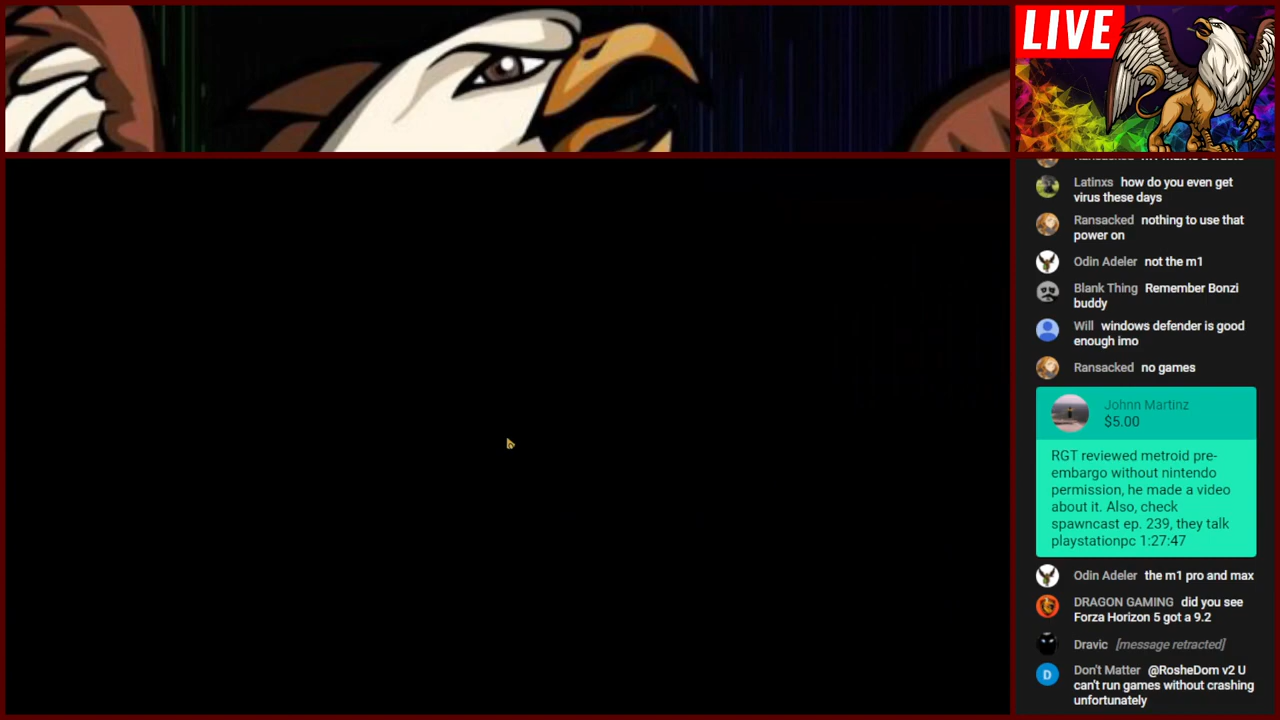 LIVE
Latinxs how do you even get
virus these days
Ransacked nothing to use that
power on
Odin Adeler not the m1
Blank Thing Remember Bonzi
buddy
Will windows defender is good
enough imo
Ransacked no games
Johnn Martinz
$5.00
RGT reviewed metroid pre-
embargo without nintendo
permission, he made a video
about it. Also, check
spawncast ep. 239, they talk
playstationpc 1:27:47
Odin Adeler the m1 pro and max
DRAGON GAMING did you see
Forza Horizon 5 got a 9.2
Dravic [message retracted]
D
Don't Matter @RosheDom v2 U
can't run games without crashing
unfortunately